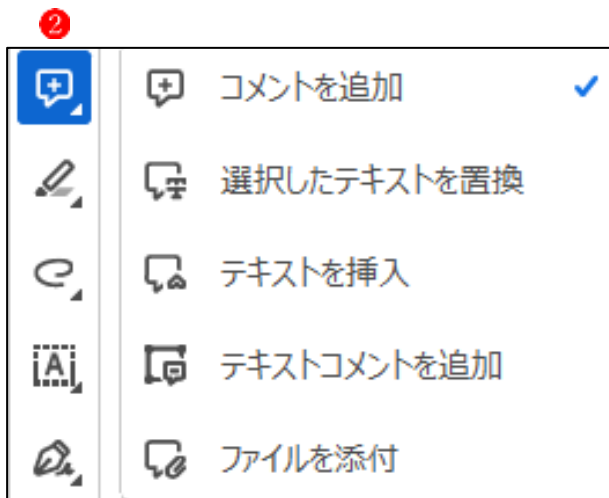 2
コメントを追加
選択したテキストを置換
テキストを挿入
A テキストコメントを追加
ファイルを添付